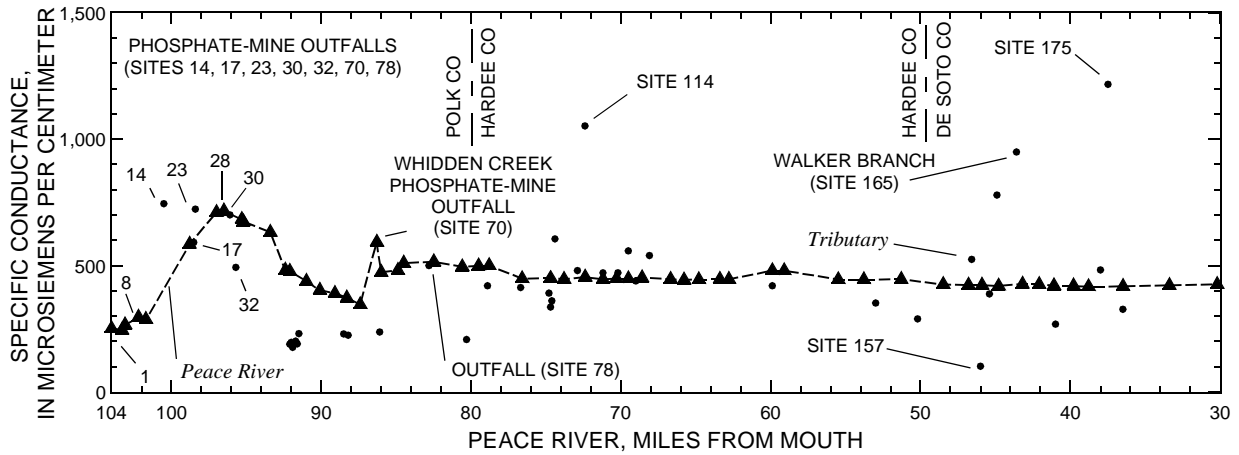 SPECIFIC CONDUCTANCE,
IN MICROSIEMENS PER CENTIMETER
1,500
1,000
500
0
PHOSPHATE-MINE OUTFALLS
(SITES 14, 17, 23, 30, 32, 70, 78)
POLK CO
HARDEE CO
HARDEE CO
DE SOTO CO
SITE 114
SITE 175
WHIDDEN CREEK
PHOSPHATE-MINE
OUTFALL
(SITE 70)
WALKER BRANCH
(SITE 165)
14
23
28
30
17
32
8
1
Tributary
Peace River
OUTFALL (SITE 78)
SITE 157
104
100
90
80
70
60
50
40
30
PEACE RIVER, MILES FROM MOUTH